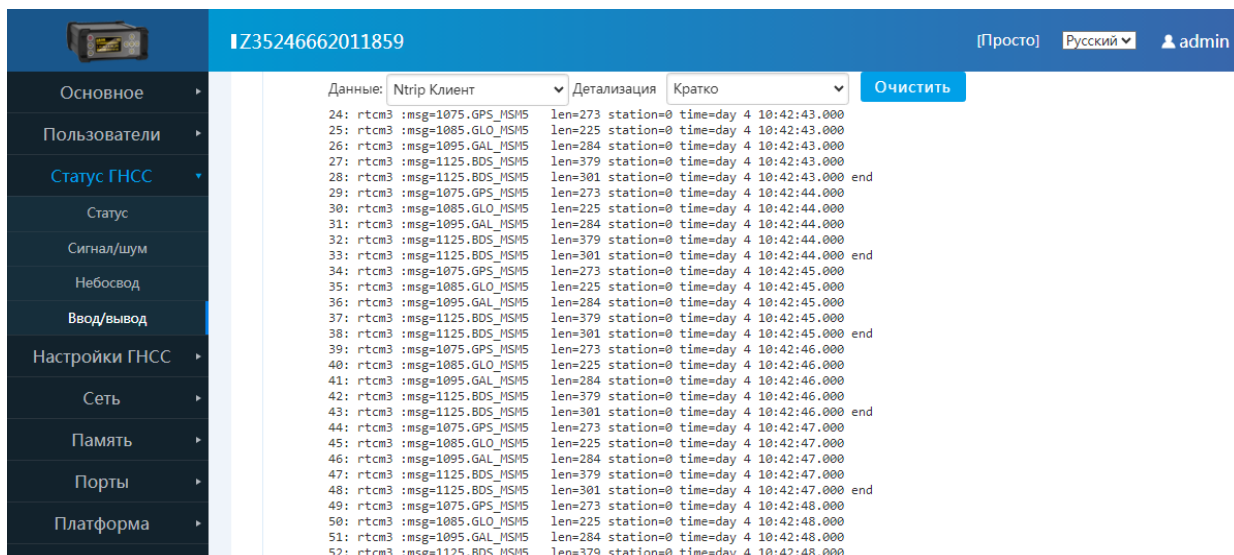 Z35246662011859 [Просто] Русский admin
Основное
Пользователи
Статус ГНСС
Статус
Сигнал/шум
Небосвод
Ввод/вывод
Настройки ГНСС
Сеть
Память
Порты
Платформа
Данные: Ntrip Клиент Детализация Кратко Очистить
24: rtcm3 :msg=1075.GPS_MSM5 len=273 station=0 time=day 4 10:42:43.000
25: rtcm3 :msg=1085.GLO_MSM5 len=225 station=0 time=day 4 10:42:43.000
26: rtcm3 :msg=1095.GAL_MSM5 len=284 station=0 time=day 4 10:42:43.000
27: rtcm3 :msg=1125.BDS_MSM5 len=379 station=0 time=day 4 10:42:43.000
28: rtcm3 :msg=1125.BDS_MSM5 len=301 station=0 time=day 4 10:42:43.000 end
29: rtcm3 :msg=1075.GPS_MSM5 len=273 station=0 time=day 4 10:42:44.000
30: rtcm3 :msg=1085.GLO_MSM5 len=225 station=0 time=day 4 10:42:44.000
31: rtcm3 :msg=1095.GAL_MSM5 len=284 station=0 time=day 4 10:42:44.000
32: rtcm3 :msg=1125.BDS_MSM5 len=379 station=0 time=day 4 10:42:44.000
33: rtcm3 :msg=1125.BDS_MSM5 len=301 station=0 time=day 4 10:42:44.000 end
34: rtcm3 :msg=1075.GPS_MSM5 len=273 station=0 time=day 4 10:42:45.000
35: rtcm3 :msg=1085.GLO_MSM5 len=225 station=0 time=day 4 10:42:45.000
36: rtcm3 :msg=1095.GAL_MSM5 len=284 station=0 time=day 4 10:42:45.000
37: rtcm3 :msg=1125.BDS_MSM5 len=379 station=0 time=day 4 10:42:45.000
38: rtcm3 :msg=1125.BDS_MSM5 len=301 station=0 time=day 4 10:42:45.000 end
39: rtcm3 :msg=1075.GPS_MSM5 len=273 station=0 time=day 4 10:42:46.000
40: rtcm3 :msg=1085.GLO_MSM5 len=225 station=0 time=day 4 10:42:46.000
41: rtcm3 :msg=1095.GAL_MSM5 len=284 station=0 time=day 4 10:42:46.000
42: rtcm3 :msg=1125.BDS_MSM5 len=379 station=0 time=day 4 10:42:46.000
43: rtcm3 :msg=1125.BDS_MSM5 len=301 station=0 time=day 4 10:42:46.000 end
44: rtcm3 :msg=1075.GPS_MSM5 len=273 station=0 time=day 4 10:42:47.000
45: rtcm3 :msg=1085.GLO_MSM5 len=225 station=0 time=day 4 10:42:47.000
46: rtcm3 :msg=1095.GAL_MSM5 len=284 station=0 time=day 4 10:42:47.000
47: rtcm3 :msg=1125.BDS_MSM5 len=379 station=0 time=day 4 10:42:47.000
48: rtcm3 :msg=1125.BDS_MSM5 len=301 station=0 time=day 4 10:42:47.000 end
49: rtcm3 :msg=1075.GPS_MSM5 len=273 station=0 time=day 4 10:42:48.000
50: rtcm3 :msg=1085.GLO_MSM5 len=225 station=0 time=day 4 10:42:48.000
51: rtcm3 :msg=1095.GAL_MSM5 len=284 station=0 time=day 4 10:42:48.000
52: rtcm3 :msg=1125.BDS_MSM5 len=379 station=0 time=day 4 10:42:48.000